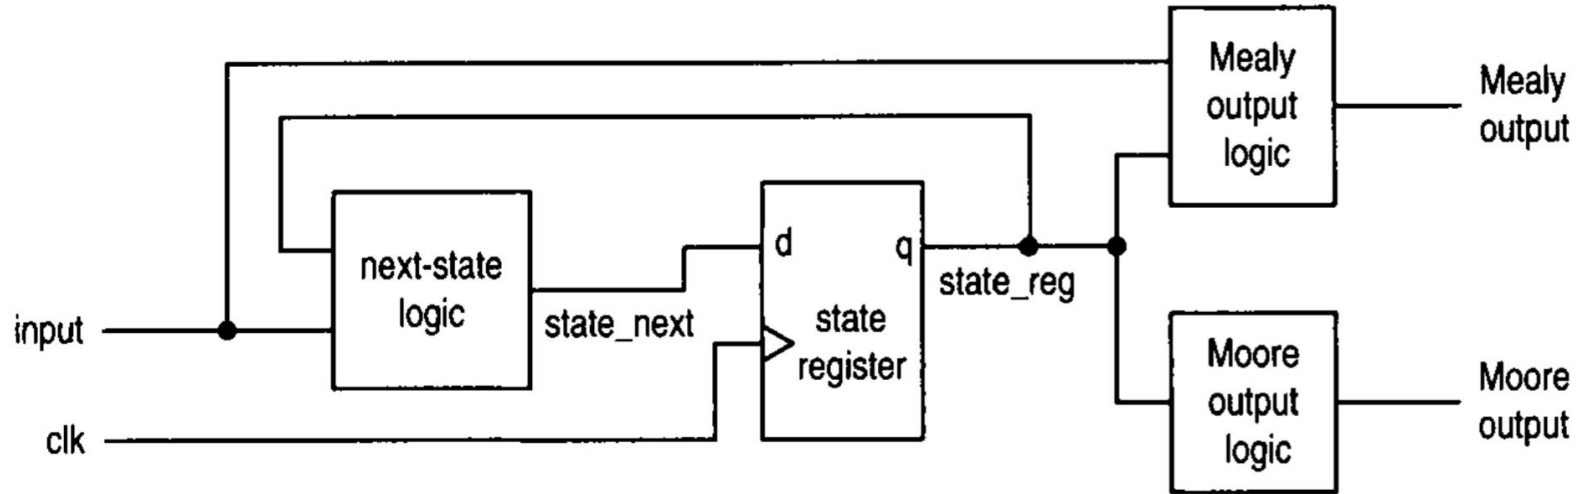 Mealy
output
logic
Mealy
output
next-state
logic
d
q
state_reg
input
state_next
state
register
clk
Moore
output
logic
Moore
output